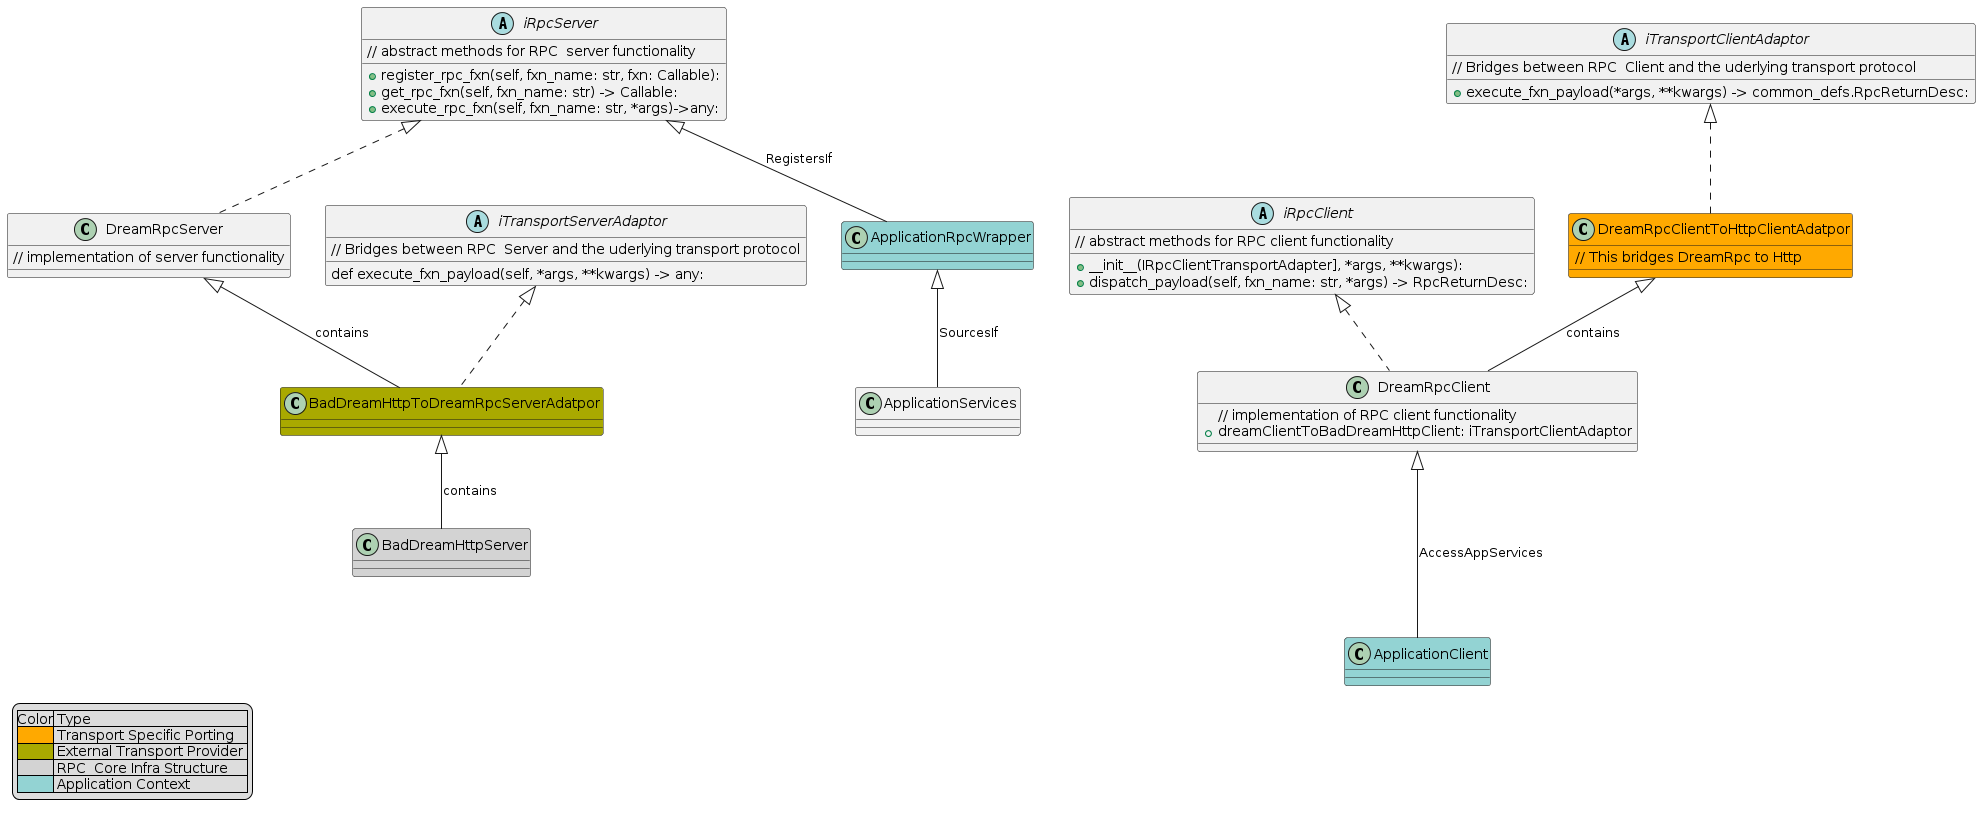 A iRpcServer
// abstract methods for RPC  server functionality
register_rpc_fxn(self, fxn_name: str, fxn: Callable):
get_rpc_fxn(self, fxn_name: str) -> Callable:
execute_rpc_fxn(self, fxn_name: str, *args)->any:
A iTransportClientAdaptor
// Bridges between RPC  Client and the uderlying transport protocol
execute_fxn_payload(*args, **kwargs) -> common_defs.RpcReturnDesc:
RegistersIf
C DreamRpcServer
// implementation of server functionality
A iTransportServerAdaptor
// Bridges between RPC  Server and the uderlying transport protocol
def execute_fxn_payload(self, *args, **kwargs) -> any:
C ApplicationRpcWrapper
A iRpcClient
// abstract methods for RPC client functionality
__init__(IRpcClientTransportAdapter], *args, **kwargs):
dispatch_payload(self, fxn_name: str, *args) -> RpcReturnDesc:
C DreamRpcClientToHttpClientAdatpor
// This bridges DreamRpc to Http
contains
SourcesIf
contains
C BadDreamHttpToDreamRpcServerAdatpor
C ApplicationServices
C DreamRpcClient
// implementation of RPC client functionality
dreamClientToBadDreamHttpClient: iTransportClientAdaptor
contains
C BadDreamHttpServer
AccessAppServices
C ApplicationClient
Color Type
Transport Specific Porting
External Transport Provider
RPC  Core Infra Structure
Application Context